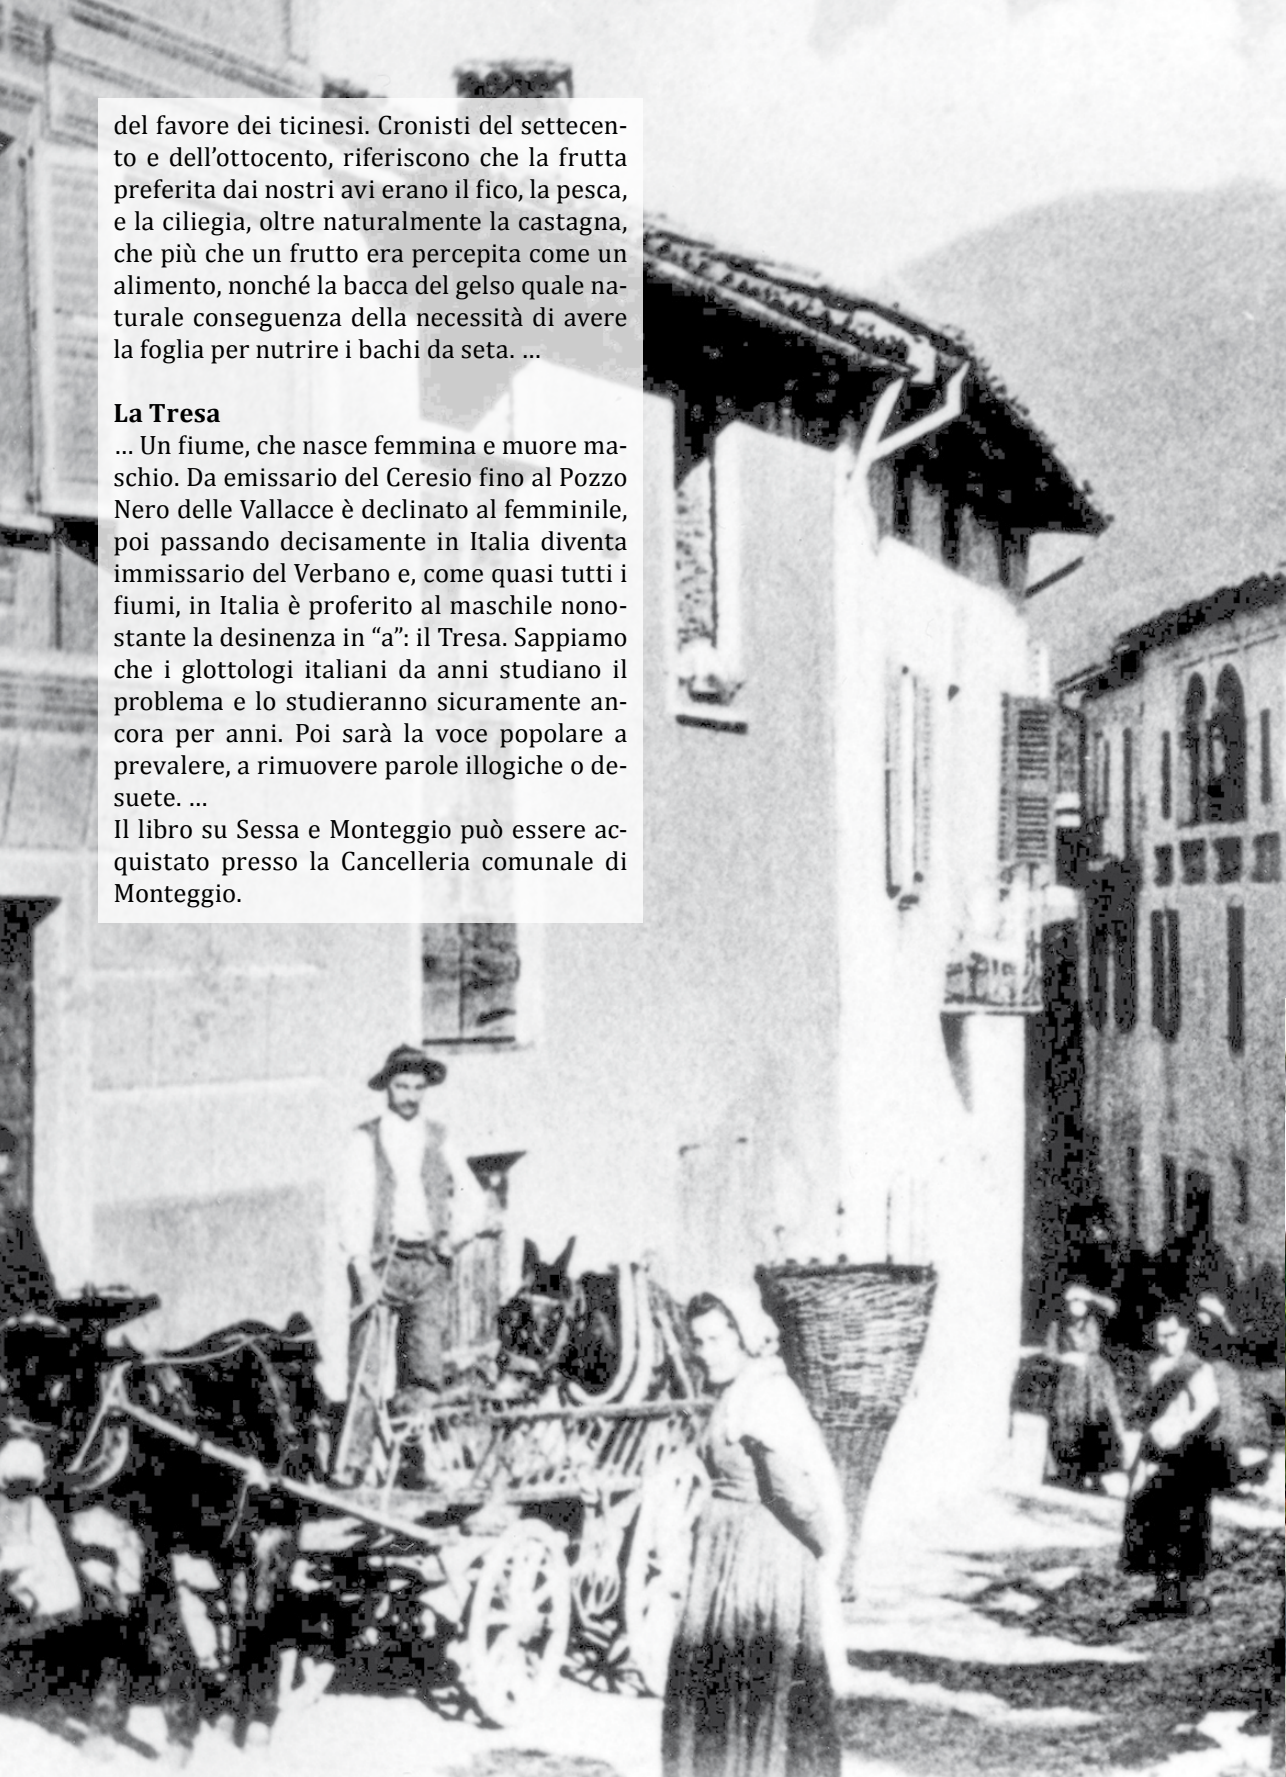 del favore dei ticinesi. Cronisti del settecen-
to e dell’ottocento, riferiscono che la frutta
preferita dai nostri avi erano il fico, la pesca,
e la ciliegia, oltre naturalmente la castagna,
che più che un frutto era percepita come un
alimento, nonché la bacca del gelso quale na-
turale conseguenza della necessità di avere
la foglia per nutrire i bachi da seta. …
La Tresa
… Un fiume, che nasce femmina e muore ma-
schio. Da emissario del Ceresio fino al Pozzo
Nero delle Vallacce è declinato al femminile,
poi passando decisamente in Italia diventa
immissario del Verbano e, come quasi tutti i
fiumi, in Italia è proferito al maschile nono-
stante la desinenza in “a”: il Tresa. Sappiamo
che i glottologi italiani da anni studiano il
problema e lo studieranno sicuramente an-
cora per anni. Poi sarà la voce popolare a
prevalere, a rimuovere parole illogiche o de-
suete. …
Il libro su Sessa e Monteggio può essere ac-
quistato presso la Cancelleria comunale di
Monteggio.